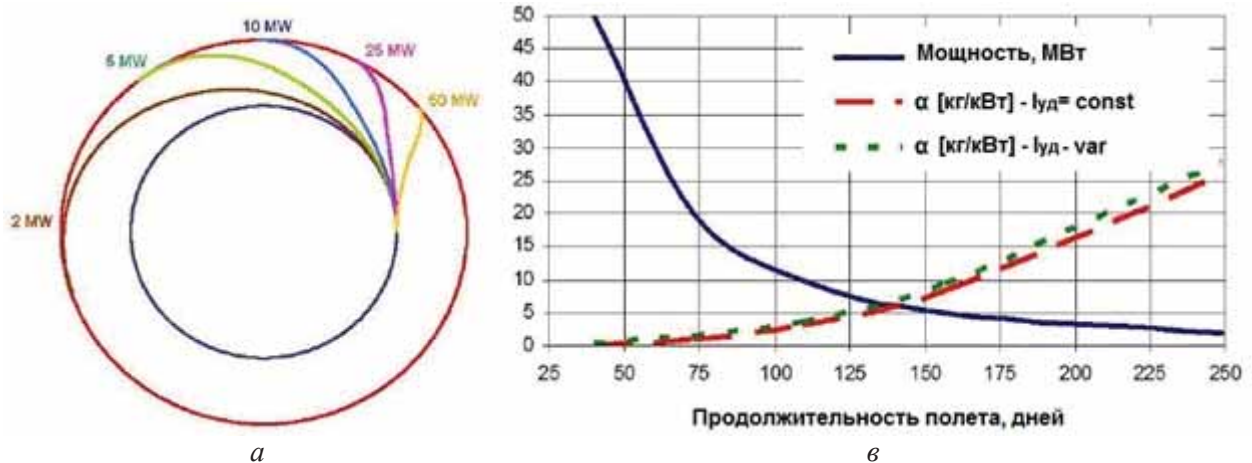 10 MW
5 MW
25 MW
50 MW
2 MW
а
50
45
40
35
30
25
20
15
10
5
0
Мощность, МВт
α [кг/кВт] - Iуд= const
α [кг/кВт] - Iуд - var
25 50 75 100 125 150 175 200 225 250
Продолжительность полета, дней
в